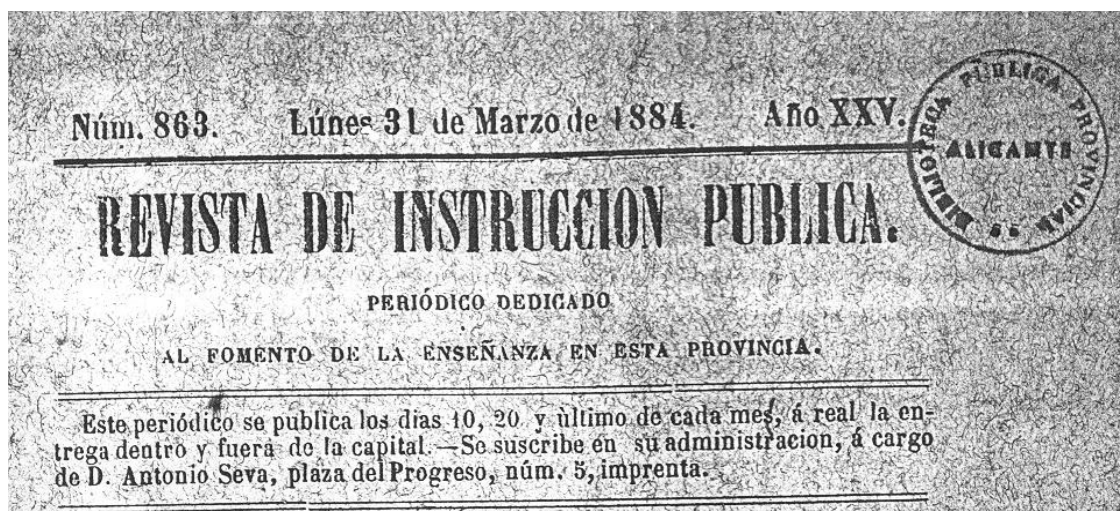 Núm. 863. Lúnes 31 de Marzo de 1884. Año XXV.
BIBLIOTECA PUBLICA PROVINCIAL
ALICANTE
REVISTA DE INSTRUCCION PUBLICA.
PERIÓDICO DEDICADO
AL FOMENTO DE LA ENSEÑANZA EN ESTA PROVINCIA.
Este periódico se publica los dias 10, 20 y ùltimo de cada mes, á real la en-
trega dentro y fuera de la capital.—Se suscribe en su administracion, á cargo
de D. Antonio Seva, plaza del Progreso, núm. 5, imprenta.